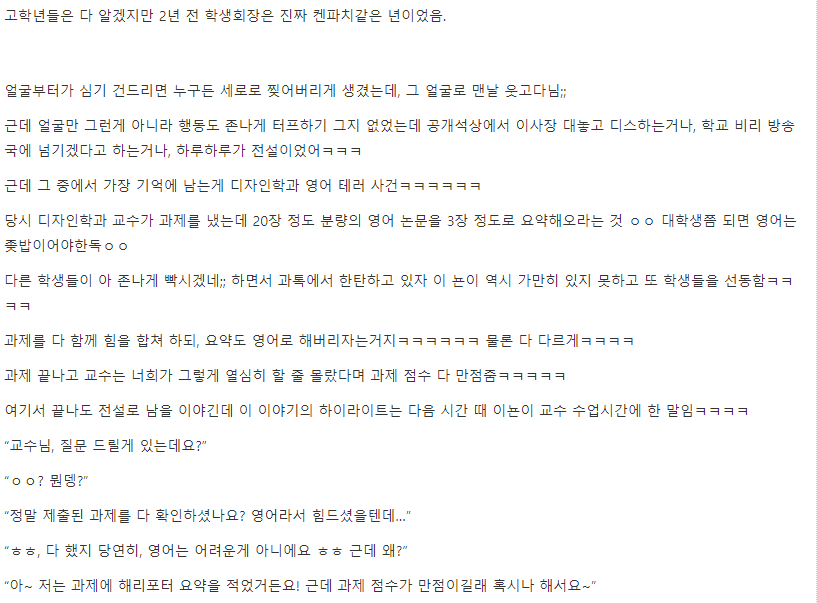 고학년들은 다 알겠지만 2년 전 학생회장은 진짜 켄파치같은 년이었음.
얼굴부터가 심기 건드리면 누구든 세로로 찢어버리게 생겼는데, 그 얼굴로 맨날 웃고다님;;
근데 얼굴만 그런게 아니라 행동도 존나게 터프하기 그지 없었는데 공개석상에서 이사장 대놓고 디스하는거나, 학교 비리 방송
국에 넘기겠다고 하는거나, 하루하루가 전설이었어ㅋㅋㅋ
근데 그 중에서 가장 기억에 남는게 디자인학과 영어 테러 사건ㅋㅋㅋㅋㅋㅋ
당시 디자인학과 교수가 과제를 냈는데 20장 정도 분량의 영어 논문을 3장 정도로 요약해오라는 것 ㅇㅇ 대학생쯤 되면 영어는
좆밥이어야한독ㅇㅇ
다른 학생들이 아 존나게 빡시겠네;; 하면서 과톡에서 한탄하고 있자 이 뇬이 역시 가만히 있지 못하고 또 학생들을 선동함ㅋㅋ
ㅋㅋ
과제를 다 함께 힘을 합쳐 하되, 요약도 영어로 해버리자는거지ㅋㅋㅋㅋㅋㅋ 물론 다 다르게ㅋㅋㅋㅋ
과제 끝나고 교수는 너희가 그렇게 열심히 할 줄 몰랐다며 과제 점수 다 만점줌ㅋㅋㅋㅋㅋ
여기서 끝나도 전설로 남을 이야긴데 이 이야기의 하이라이트는 다음 시간 때 이뇬이 교수 수업시간에 한 말임ㅋㅋㅋㅋ
“교수님, 질문 드릴게 있는데요?”
“ㅇㅇ? 뭔뎅?”
“정말 제출된 과제를 다 확인하셨나요? 영어라서 힘드셨을텐데...”
“ㅎㅎ, 다 했지 당연히, 영어는 어려운게 아니에요 ㅎㅎ 근데 왜?”
“아~ 저는 과제에 해리포터 요약을 적었거든요! 근데 과제 점수가 만점이길래 혹시나 해서요~”